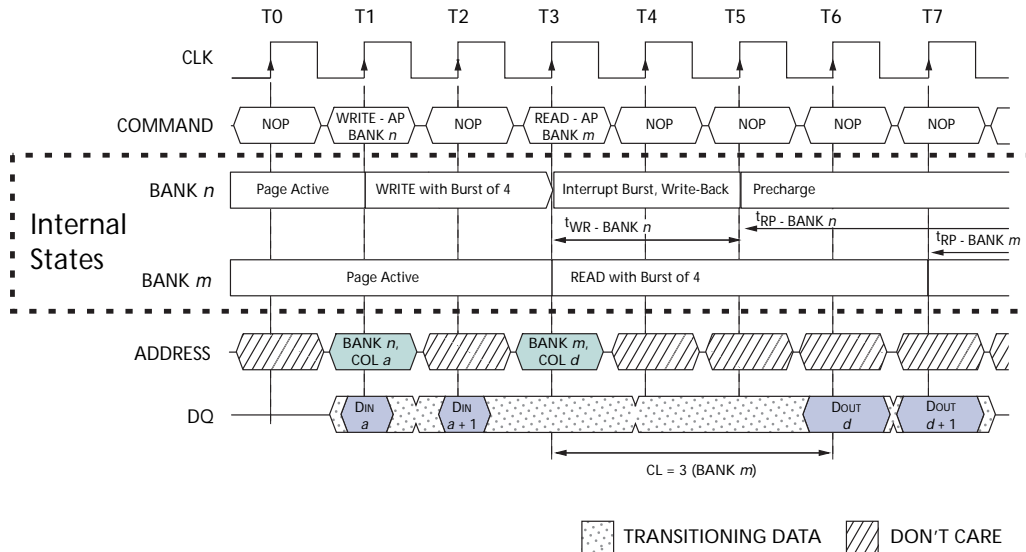 T0 T1 T2 T3 T4 T5 T6 T7
CLK
COMMAND
NOP
WRITE - AP
BANK n
NOP
READ - AP
BANK m
NOP
NOP
NOP
NOP
Internal
States
BANK n
Page Active
WRITE with Burst of 4
Interrupt Burst, Write-Back
Precharge
tWR - BANK n
tRP - BANK n
tRP - BANK m
BANK m
Page Active
READ with Burst of 4
ADDRESS
BANK n,
COL a
BANK m,
COL d
DQ
DIN
a
DIN
a + 1
DOUT
d
DOUT
d + 1
CL = 3 (BANK m)
TRANSITIONING DATA
DON'T CARE